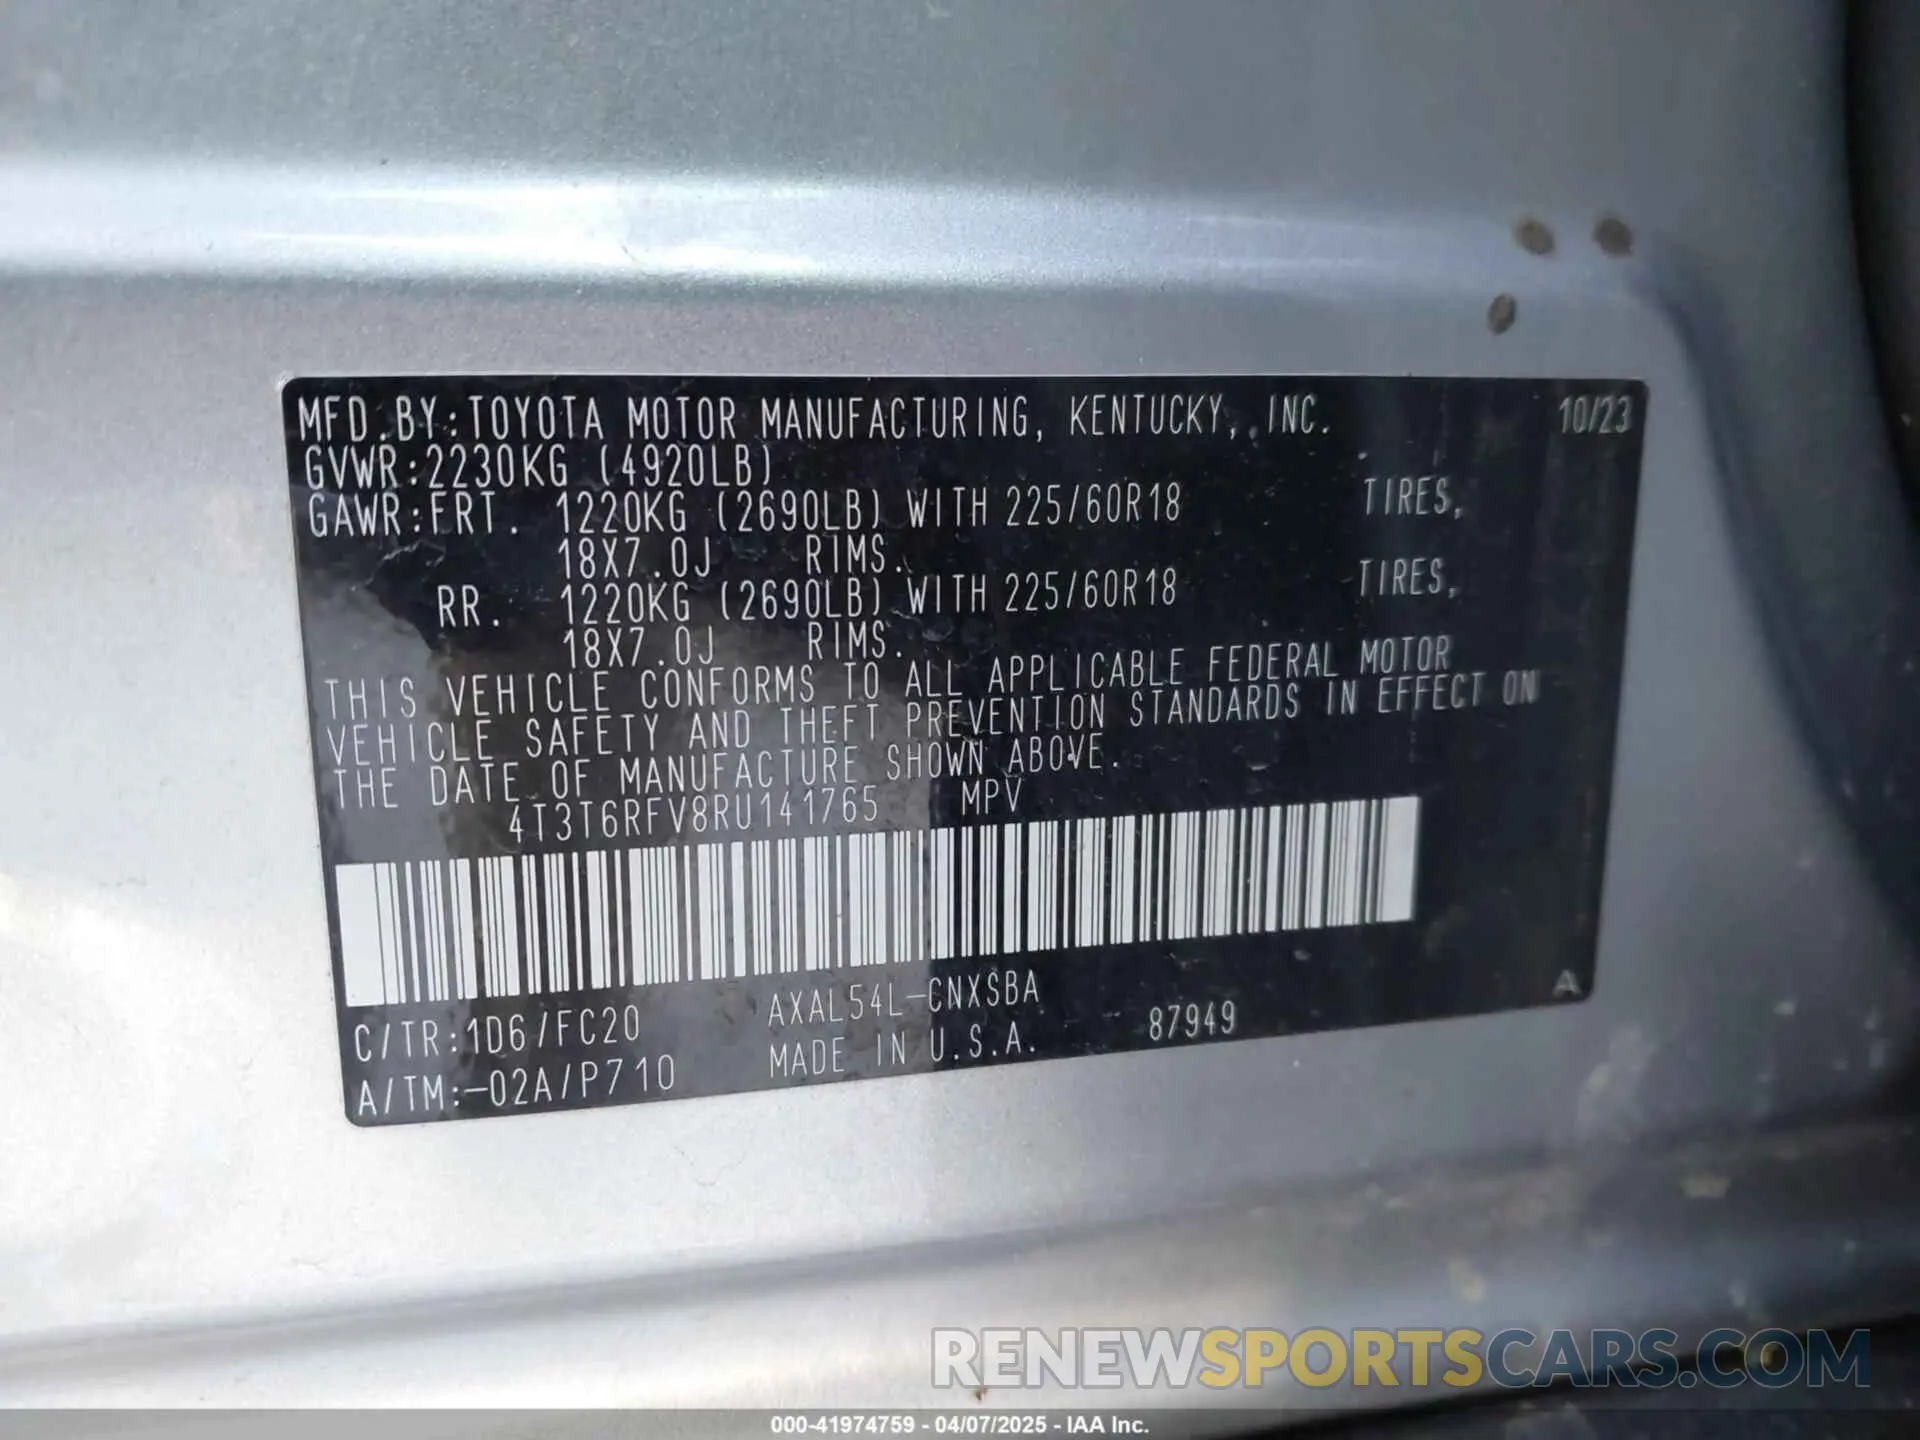 MFD. BY: TOYOTA MOTOR MANUFACTURING, KENTUCKY, INC. 10/23
GVWR: 2230KG (4920LB)
GAWR: FRT. 1220KG (2690LB) WITH 225/60R18 TIRES,
18X7.0J RIMS.
RR. 1220KG (2690LB) WITH 225/60R18 TIRES,
18X7.0J RIMS.
THIS VEHICLE CONFORMS TO ALL APPLICABLE FEDERAL MOTOR
VEHICLE SAFETY AND THEFT PREVENTION STANDARDS IN EFFECT ON
THE DATE OF MANUFACTURE SHOWN ABOVE.
4T3T6RFV8RU141765 MPV
C/TR: 1D6/FC20 AXAL54L-CNXSBA A
A/TM: -02A/P710 MADE IN U.S.A. 87949
RENEWSPORTSCARS.COM
000-41974759 - 04/07/2025 - IAA Inc.